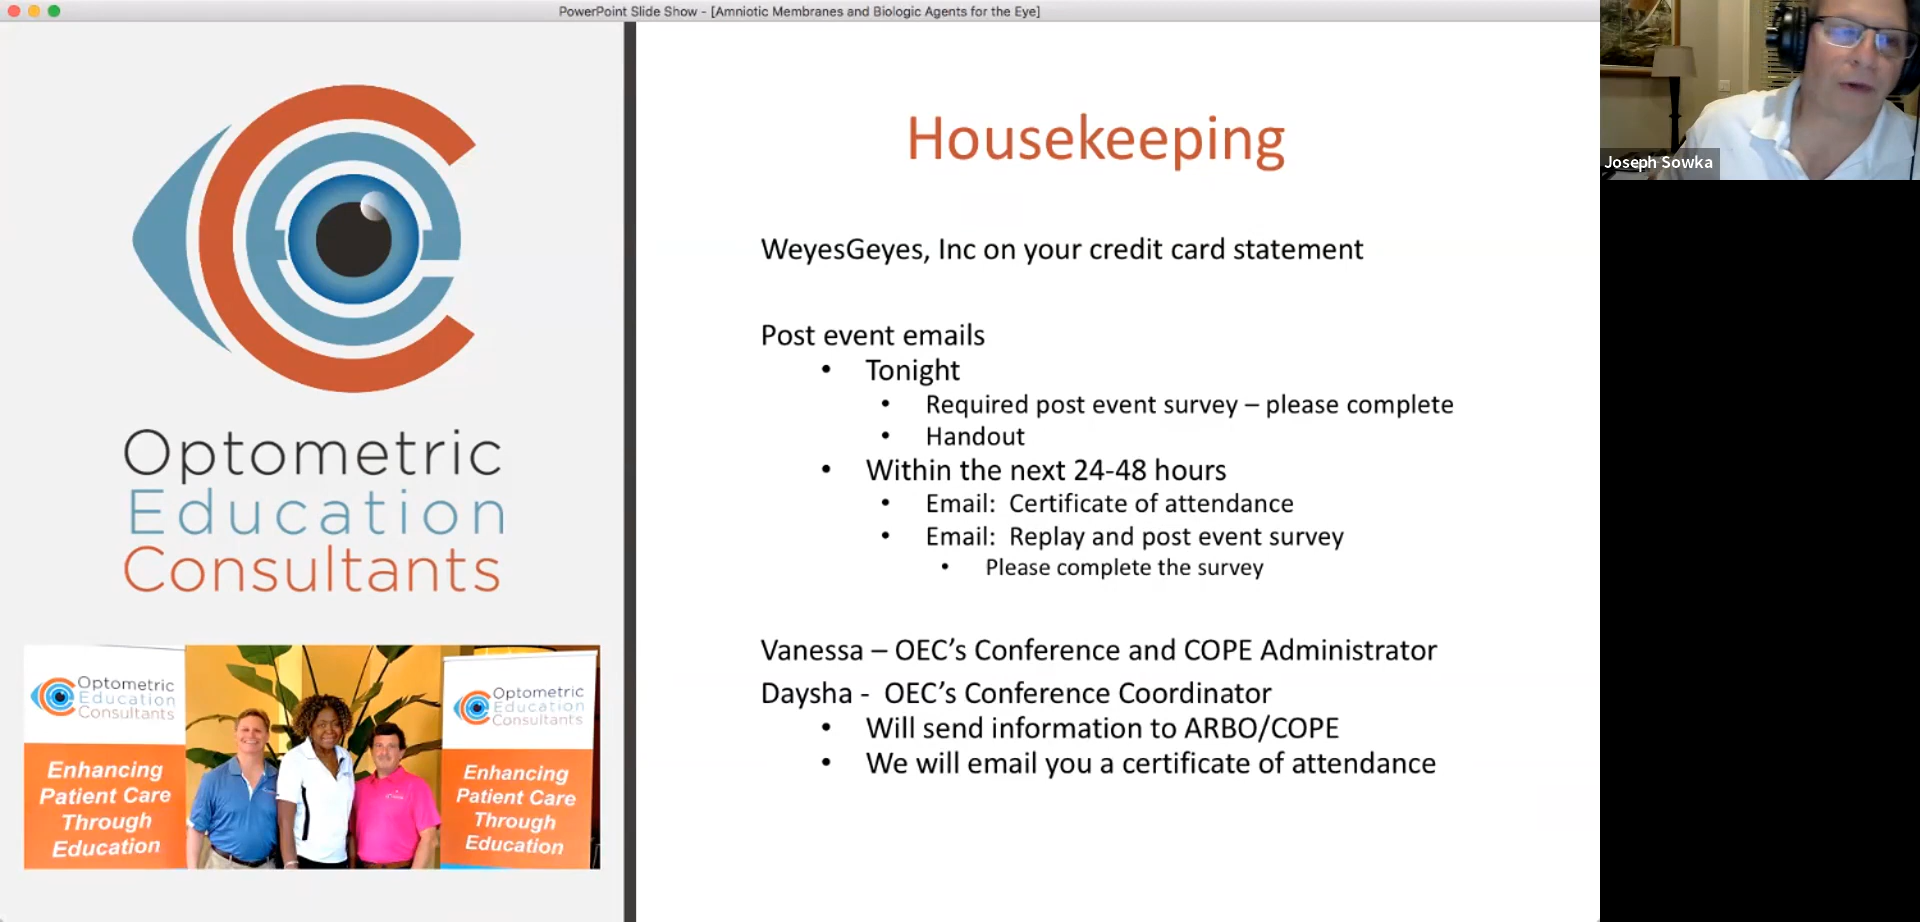 PowerPoint Slide Show - [Amniotic Membranes and Biologic Agents for the Eye]
Optometric
Education
Consultants
Optometric
Education
Consultants
Enhancing
Patient Care
Through
Education
Optometric
Education
Consultants
Enhancing
Patient Care
Through
Education
Housekeeping
WeyesGeyes, Inc on your credit card statement
Post event emails
• Tonight
• Required post event survey – please complete
• Handout
• Within the next 24-48 hours
• Email:  Certificate of attendance
• Email:  Replay and post event survey
• Please complete the survey
Vanessa – OEC’s Conference and COPE Administrator
Daysha -  OEC’s Conference Coordinator
• Will send information to ARBO/COPE
• We will email you a certificate of attendance
Joseph Sowka